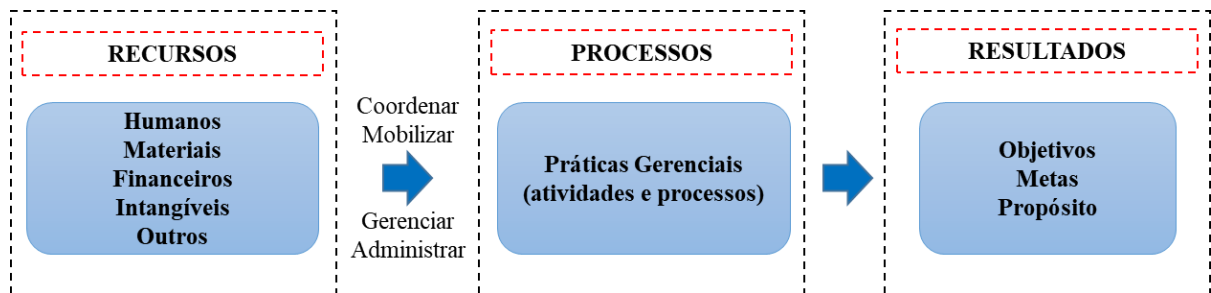 RECURSOS
Humanos
Materiais
Financeiros
Intangíveis
Outros
Coordenar
Mobilizar
Gerenciar
Administrar
PROCESSOS
Práticas Gerenciais
(atividades e processos)
RESULTADOS
Objetivos
Metas
Propósito